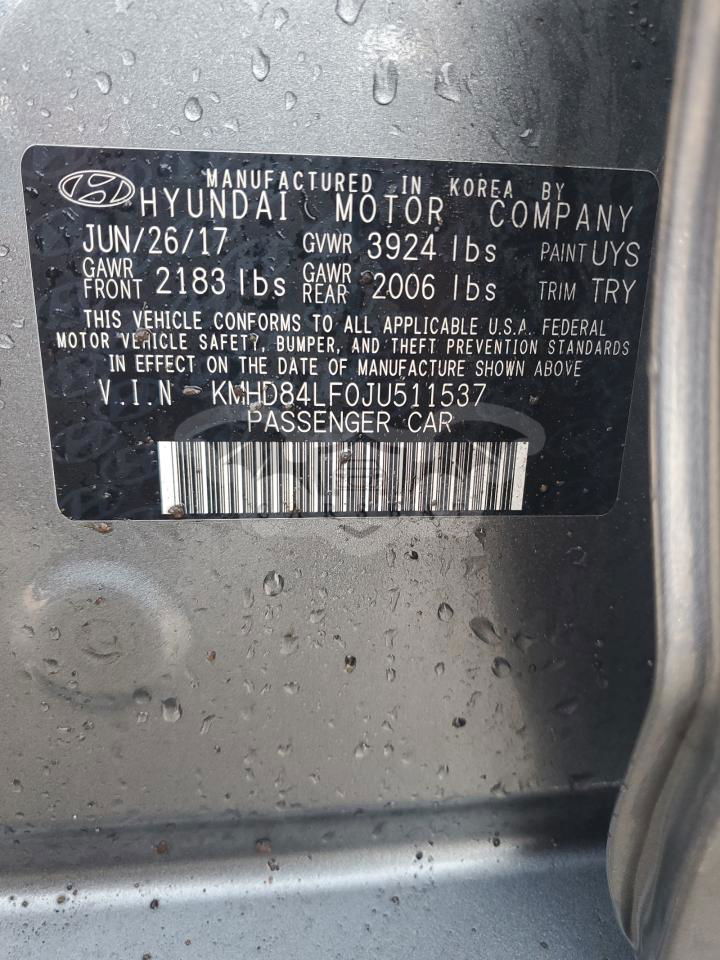 MANUFACTURED IN KOREA BY
HYUNDAI MOTOR COMPANY
JUN/26/17 GVWR 3924 lbs PAINT UYS
GAWR FRONT 2183 lbs GAWR REAR 2006 lbs TRIM TRY
THIS VEHICLE CONFORMS TO ALL APPLICABLE U.S.A. FEDERAL
MOTOR VEHICLE SAFETY, BUMPER, AND THEFT PREVENTION STANDARDS
IN EFFECT ON THE DATE OF MANUFACTURE SHOWN ABOVE
V.I.N - KMHD84LF0JU511537
PASSENGER CAR